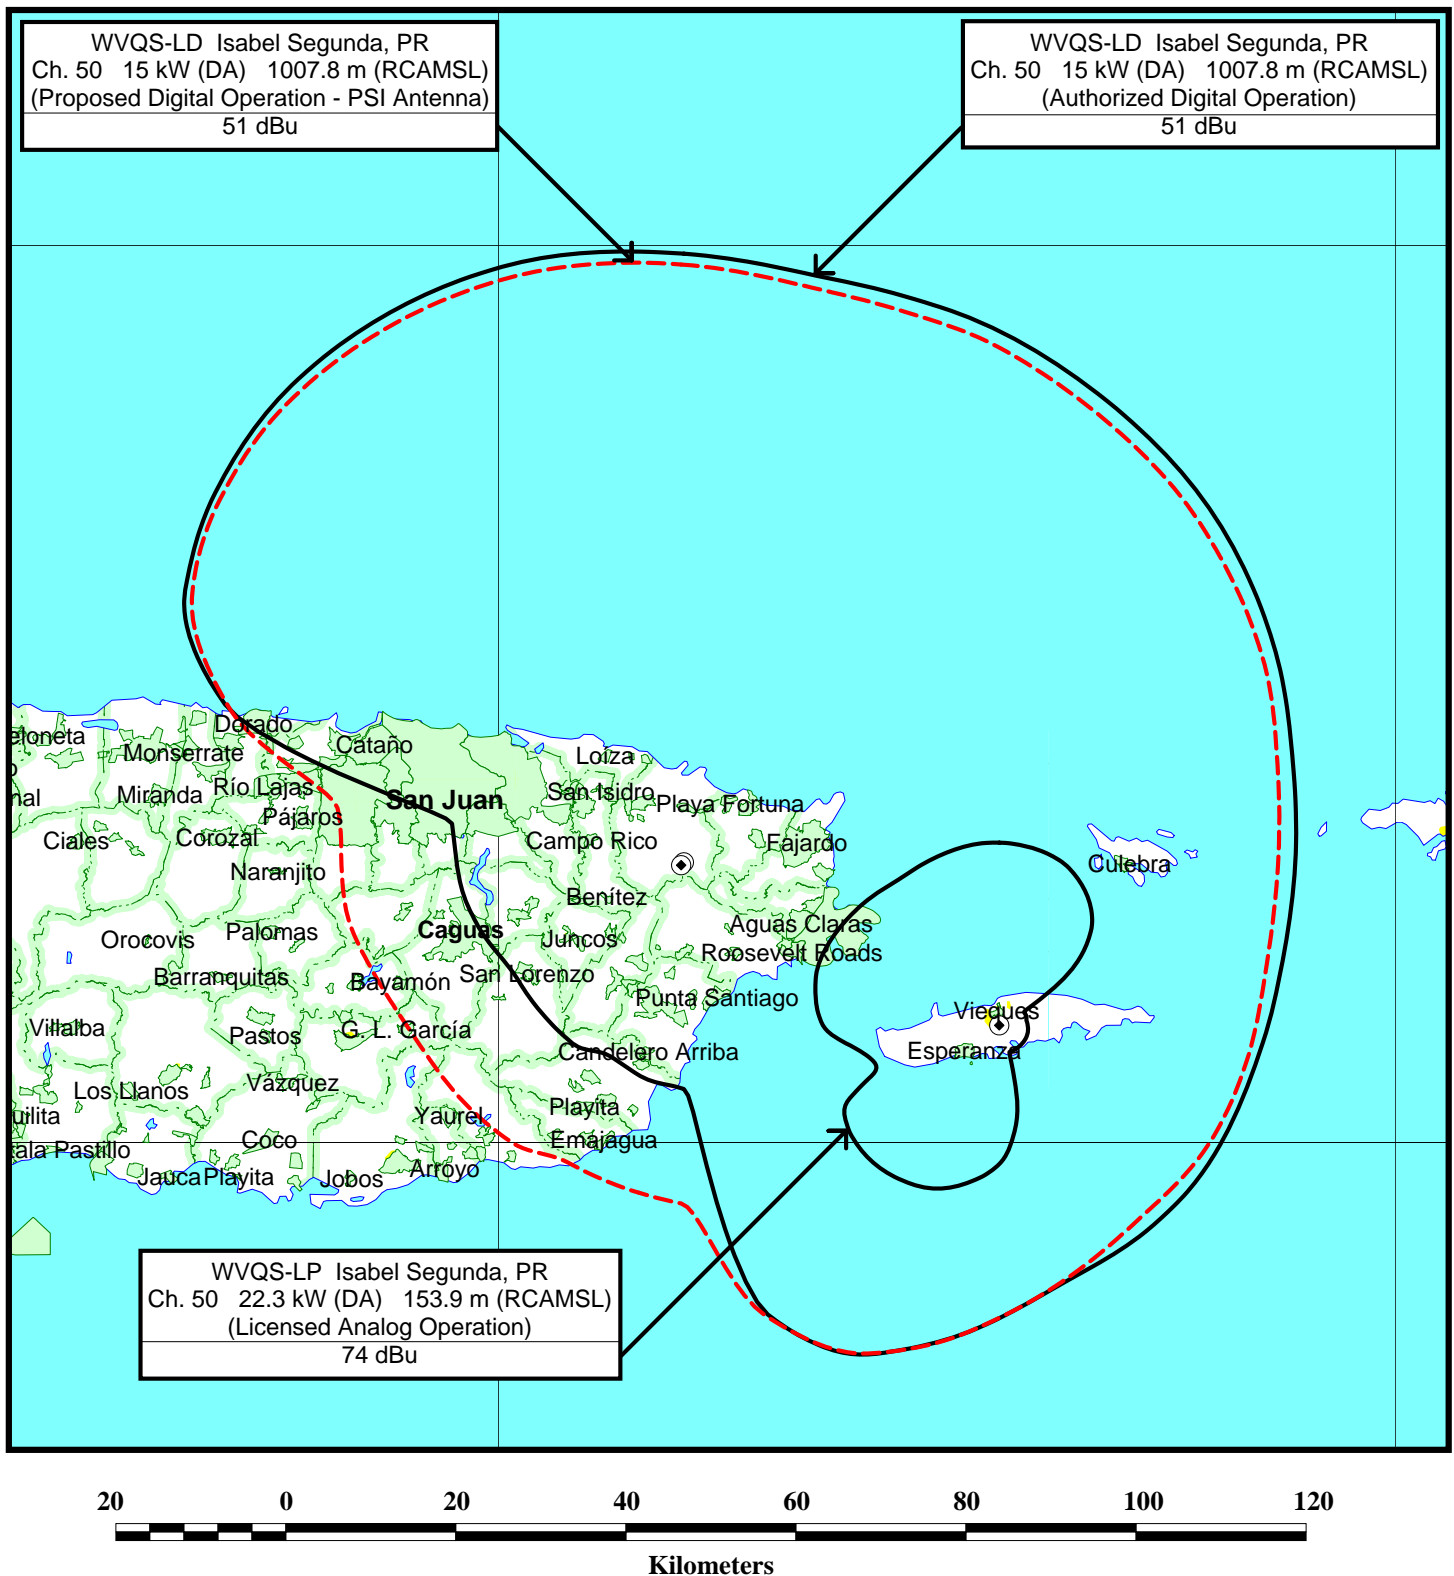 WVQS-LD Isabel Segunda, PR
Ch. 50 15 kW (DA) 1007.8 m (RCAMSL)
(Proposed Digital Operation - PSI Antenna)
51 dBu
WVQS-LD Isabel Segunda, PR
Ch. 50 15 kW (DA) 1007.8 m (RCAMSL)
(Authorized Digital Operation)
51 dBu
Dorado
eloneta
Monserrate
Cataño
Loiza
Río Lajas
nal
Miranda
San Juan
San Isidro
Playa Fortuna
Pájaros
Ciales
Corozal
Campo Rico
Fajardo
Culebra
Naranjito
Benítez
Orocovis
Palomas
Caguas
Juncos
Aguas Claras
Roosevelt Roads
Barranquitas
Bayamón
San Lorenzo
Punta Santiago
Vieques
Villalba
Pastos
G. L. García
Candelero Arriba
Esperanza
Los Llanos
Vázquez
uilita
Yaurel
Playita
Coco
Emajagua
tala Pastillo
Jauca
Playita
Jobos
Arroyo
WVQS-LP Isabel Segunda, PR
Ch. 50 22.3 kW (DA) 153.9 m (RCAMSL)
(Licensed Analog Operation)
74 dBu
20 0 20 40 60 80 100 120
Kilometers